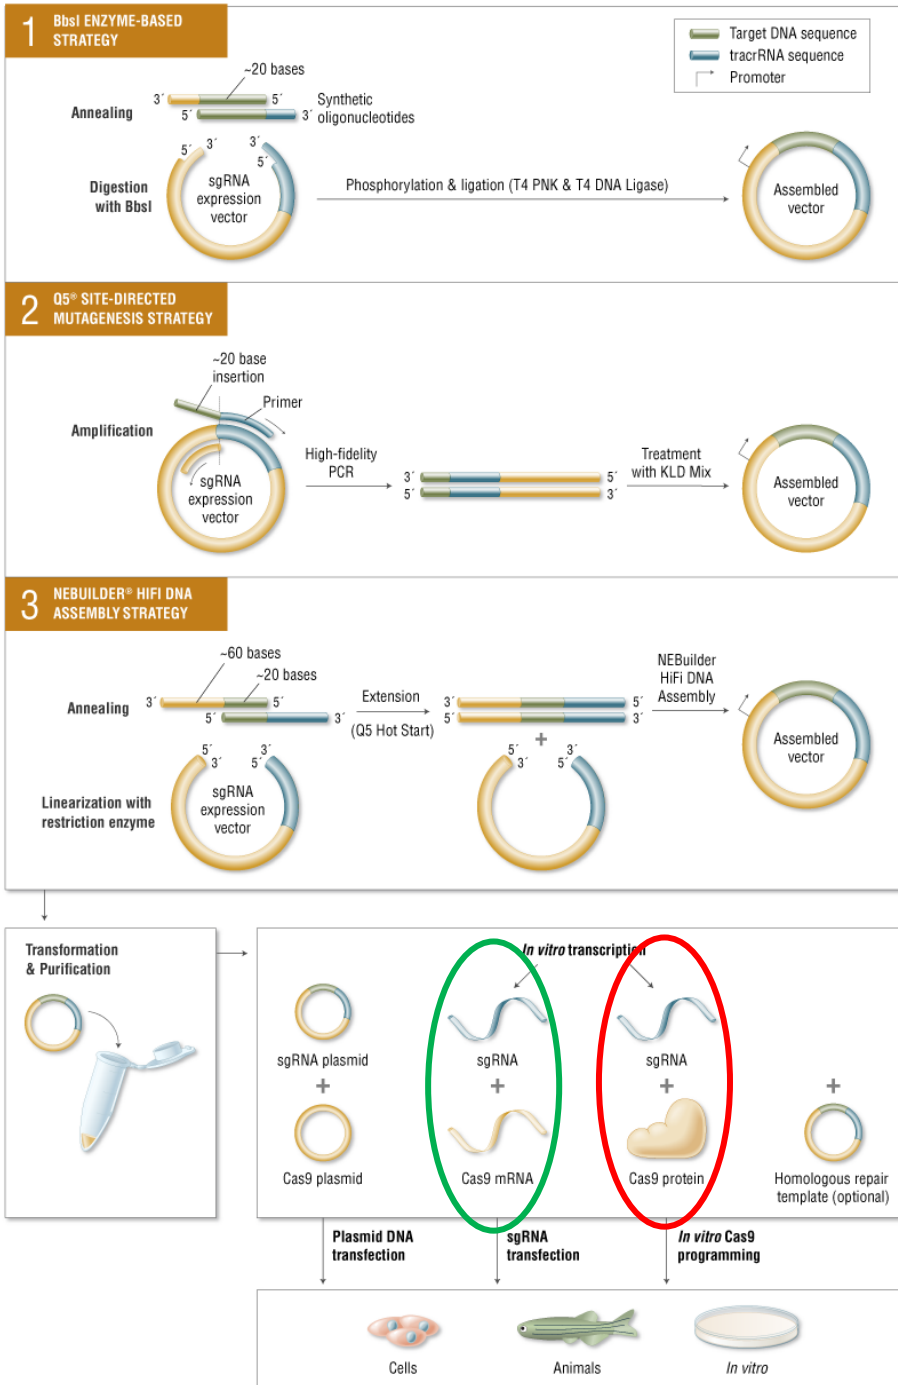 1 BbsI ENZYME-BASED
STRATEGY
Target DNA sequence
tracrRNA sequence
Promoter
~20 bases
3´ 5´
5´ 3´
Annealing
Synthetic
oligonucleotides
3´ 3´
5´ 5´
Digestion
with BbsI
sgRNA
expression
vector
Phosphorylation & ligation (T4 PNK & T4 DNA Ligase)
Assembled
vector
2 Q5® SITE-DIRECTED
MUTAGENESIS STRATEGY
~20 base
insertion
Primer
Amplification
sgRNA
expression
vector
High-fidelity
PCR
3´ 5´
5´ 3´
Treatment
with KLD Mix
Assembled
vector
3 NEBUILDER® HIFI DNA
ASSEMBLY STRATEGY
~60 bases
~20 bases
Annealing
3´ 5´
5´ 3´
Extension
(Q5 Hot Start)
3´ 5´
5´ 3´
+
NEBuilder
HiFi DNA
Assembly
5´ 3´
3´ 5´
Linearization with
restriction enzyme
sgRNA
expression
vector
5´ 3´
3´ 5´
Assembled
vector
Transformation
& Purification
In vitro transcription
sgRNA plasmid
+
Cas9 plasmid
sgRNA
+
Cas9 mRNA
sgRNA
+
Cas9 protein
+
Homologous repair
template (optional)
Plasmid DNA
transfection
sgRNA
transfection
In vitro Cas9
programming
Cells
Animals
In vitro